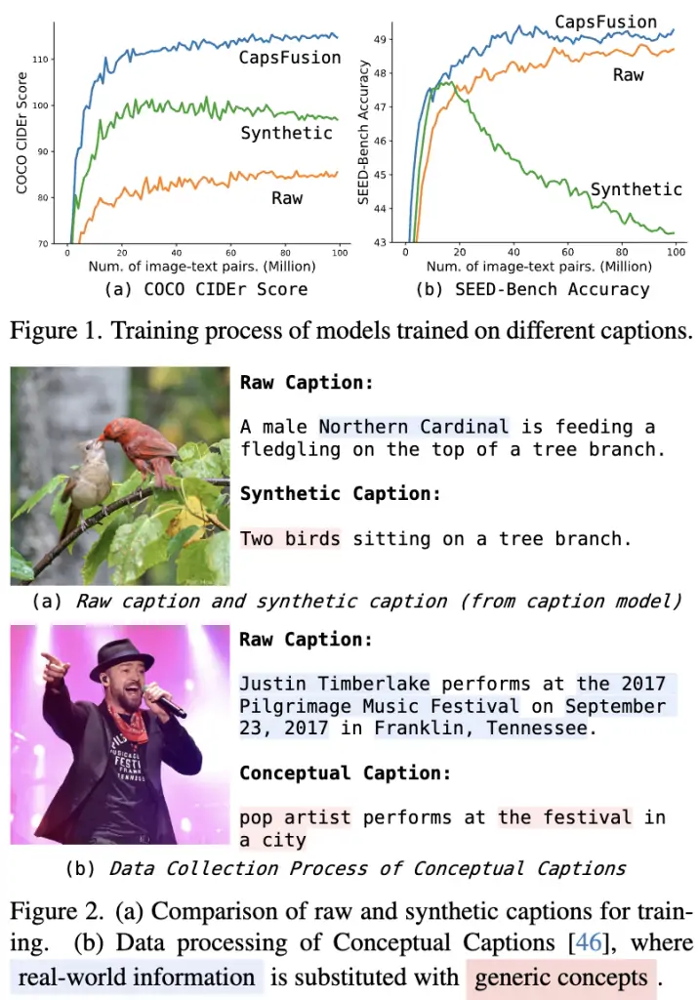 COCO CIDEr Score
110
100
90
80
70
CapsFusion
Synthetic
Raw
0
20
40
60
80
100
Num. of image-text pairs. (Million)
(a) COCO CIDEr Score
SEED-Bench Accuracy
49
48
47
46
45
44
43
CapsFusion
Raw
Synthetic
0
20
40
60
80
100
Num. of image-text pairs. (Million)
(b) SEED-Bench Accuracy
Figure 1. Training process of models trained on different captions.
Raw Caption:
A male Northern Cardinal is feeding a
fledgling on the top of a tree branch.
Synthetic Caption:
Two birds sitting on a tree branch.
(a) Raw caption and synthetic caption (from caption model)
Raw Caption:
Justin Timberlake performs at the 2017
Pilgrimage Music Festival on September
23, 2017 in Franklin, Tennessee.
Conceptual Caption:
pop artist performs at the festival in
a city
(b) Data Collection Process of Conceptual Captions
Figure 2. (a) Comparison of raw and synthetic captions for train-
ing. (b) Data processing of Conceptual Captions [46], where
real-world information is substituted with generic concepts .